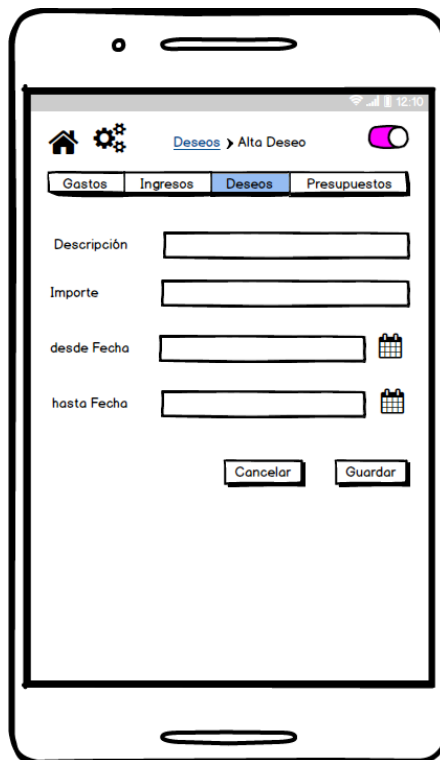 12:10
Deseos ❯ Alta Deseo
Gastos Ingresos Deseos Presupuestos
Descripción
Importe
desde Fecha
hasta Fecha
Cancelar Guardar